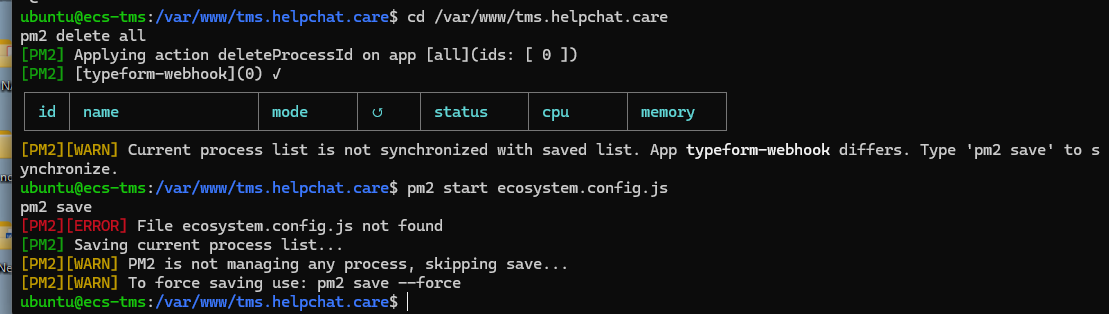 ubuntu@ecs-tms:/var/www/tms.helpchat.care$ cd /var/www/tms.helpchat.care
pm2 delete all
[PM2] Applying action deleteProcessId on app [all](ids: [ 0 ])
[PM2] [typeform-webhook](0) ✓
id name mode ↺ status cpu memory
[PM2][WARN] Current process list is not synchronized with saved list. App typeform-webhook differs. Type 'pm2 save' to s
ynchronize.
ubuntu@ecs-tms:/var/www/tms.helpchat.care$ pm2 start ecosystem.config.js
pm2 save
[PM2][ERROR] File ecosystem.config.js not found
[PM2] Saving current process list...
[PM2][WARN] PM2 is not managing any process, skipping save...
[PM2][WARN] To force saving use: pm2 save --force
ubuntu@ecs-tms:/var/www/tms.helpchat.care$